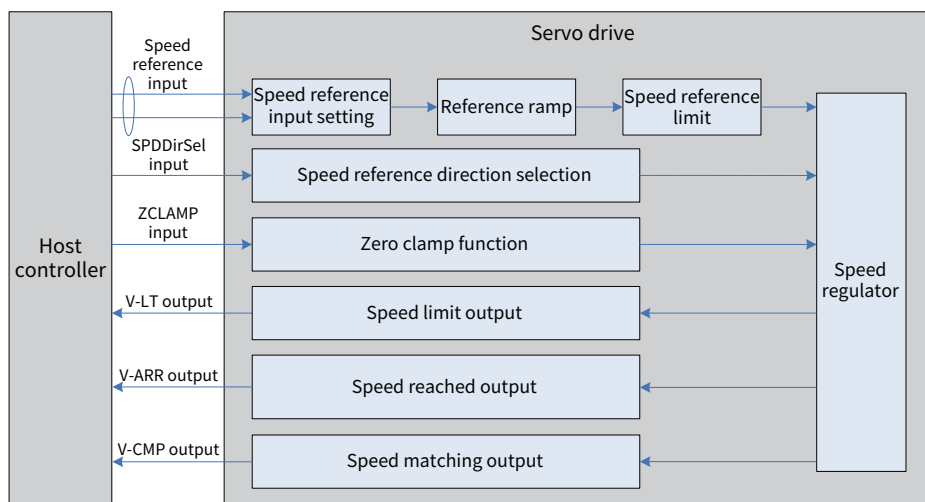 Servo drive
Speed
reference
input
Speed reference
input setting
Reference ramp
Speed reference
limit
SPDDirSel
input
Speed reference direction selection
ZCLAMP
input
Zero clamp function
Host
controller
Speed
regulator
V-LT output
Speed limit output
V-ARR output
Speed reached output
V-CMP output
Speed matching output